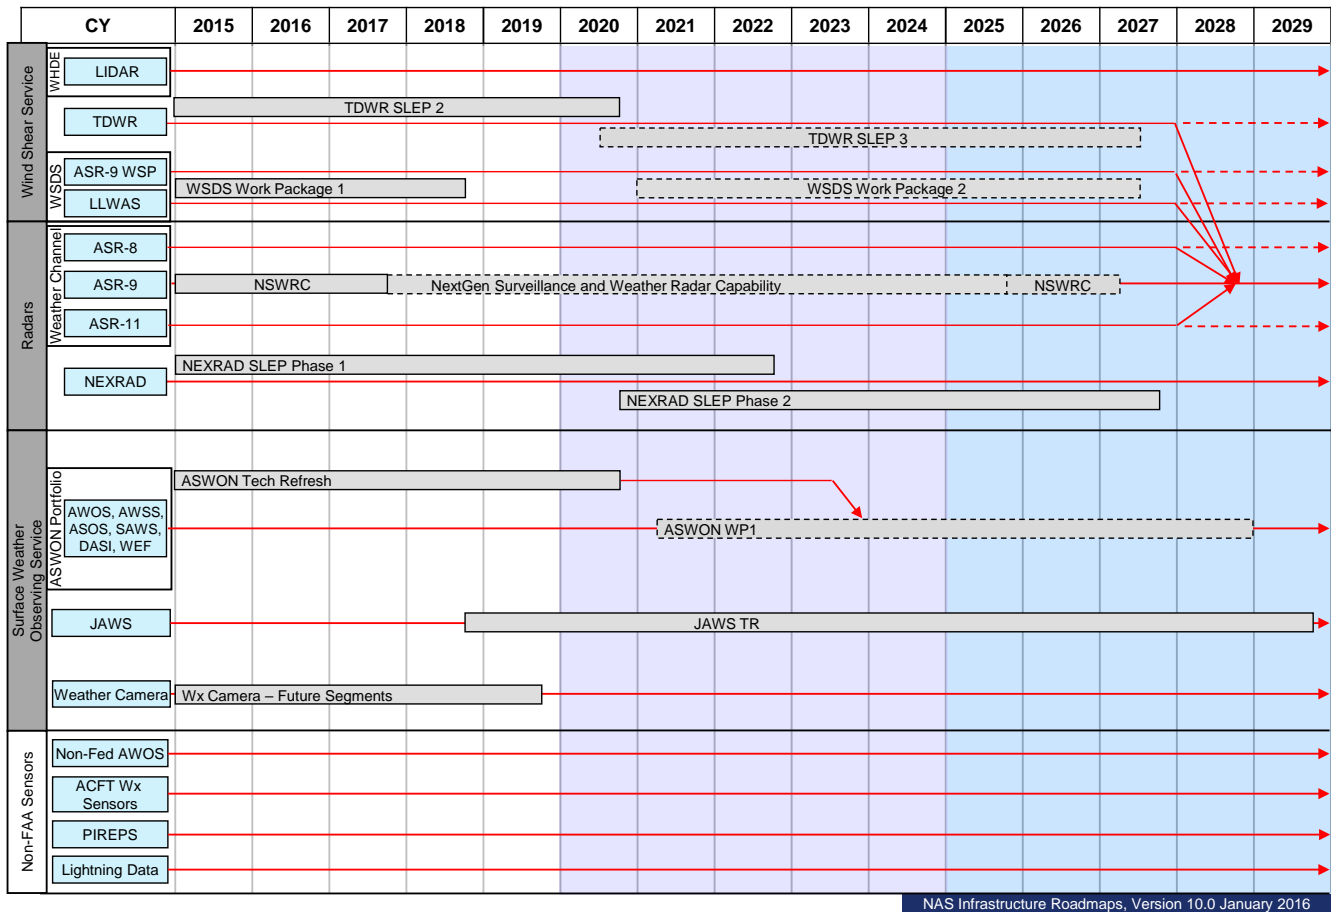 CY 2015 2016 2017 2018 2019 2020 2021 2022 2023 2024 2025 2026 2027 2028 2029
Wind Shear Service
WHDE
LIDAR
TDWR
TDWR SLEP 2
TDWR SLEP 3
WSDS
ASR-9 WSP
WSDS Work Package 1
WSDS Work Package 2
LLWAS
Radars
Weather Channel
ASR-8
ASR-9
NSWRC
NextGen Surveillance and Weather Radar Capability
NSWRC
ASR-11
NEXRAD
NEXRAD SLEP Phase 1
NEXRAD SLEP Phase 2
Surface Weather
Observing Service
ASWON Portfolio
ASWON Tech Refresh
AWOS, AWSS,
ASOS, SAWS,
DASI, WEF
ASWON WP1
JAWS
JAWS TR
Weather Camera
Wx Camera – Future Segments
Non-FAA Sensors
Non-Fed AWOS
ACFT Wx
Sensors
PIREPS
Lightning Data
NAS Infrastructure Roadmaps, Version 10.0 January 2016